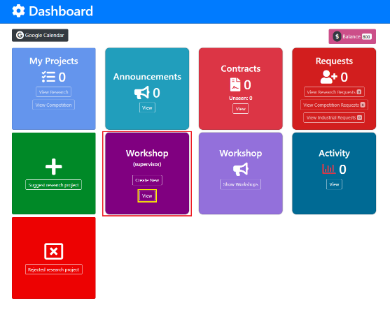 Dashboard
Google Calendar
Balance
My Projects
0
View Research
View Competition
Announcements
0
View
Contracts
0
Unseen: 0
View
Requests
0
View Research Requests 0
View Competition Requests 0
View Industrial Requests 0
Suggest research project
Workshop
(supervisor)
Create New
View
Workshop
Show Workshops
Activity
0
View
Rejected research project